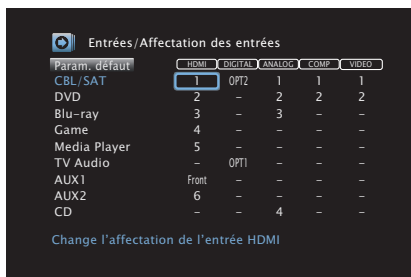 Entrées/Affectation des entrées
Param. défaut HDMI DIGITAL ANALOG COMP VIDEO
CBL/SAT 1 OPT2 1 1 1
DVD 2 – 2 2 2
Blu-ray 3 – 3 – –
Game 4 – – – –
Media Player 5 – – – –
TV Audio – OPT1 – – –
AUX1 Front – – – –
AUX2 6 – – – –
CD – – 4 – –
Change l'affectation de l'entrée HDMI